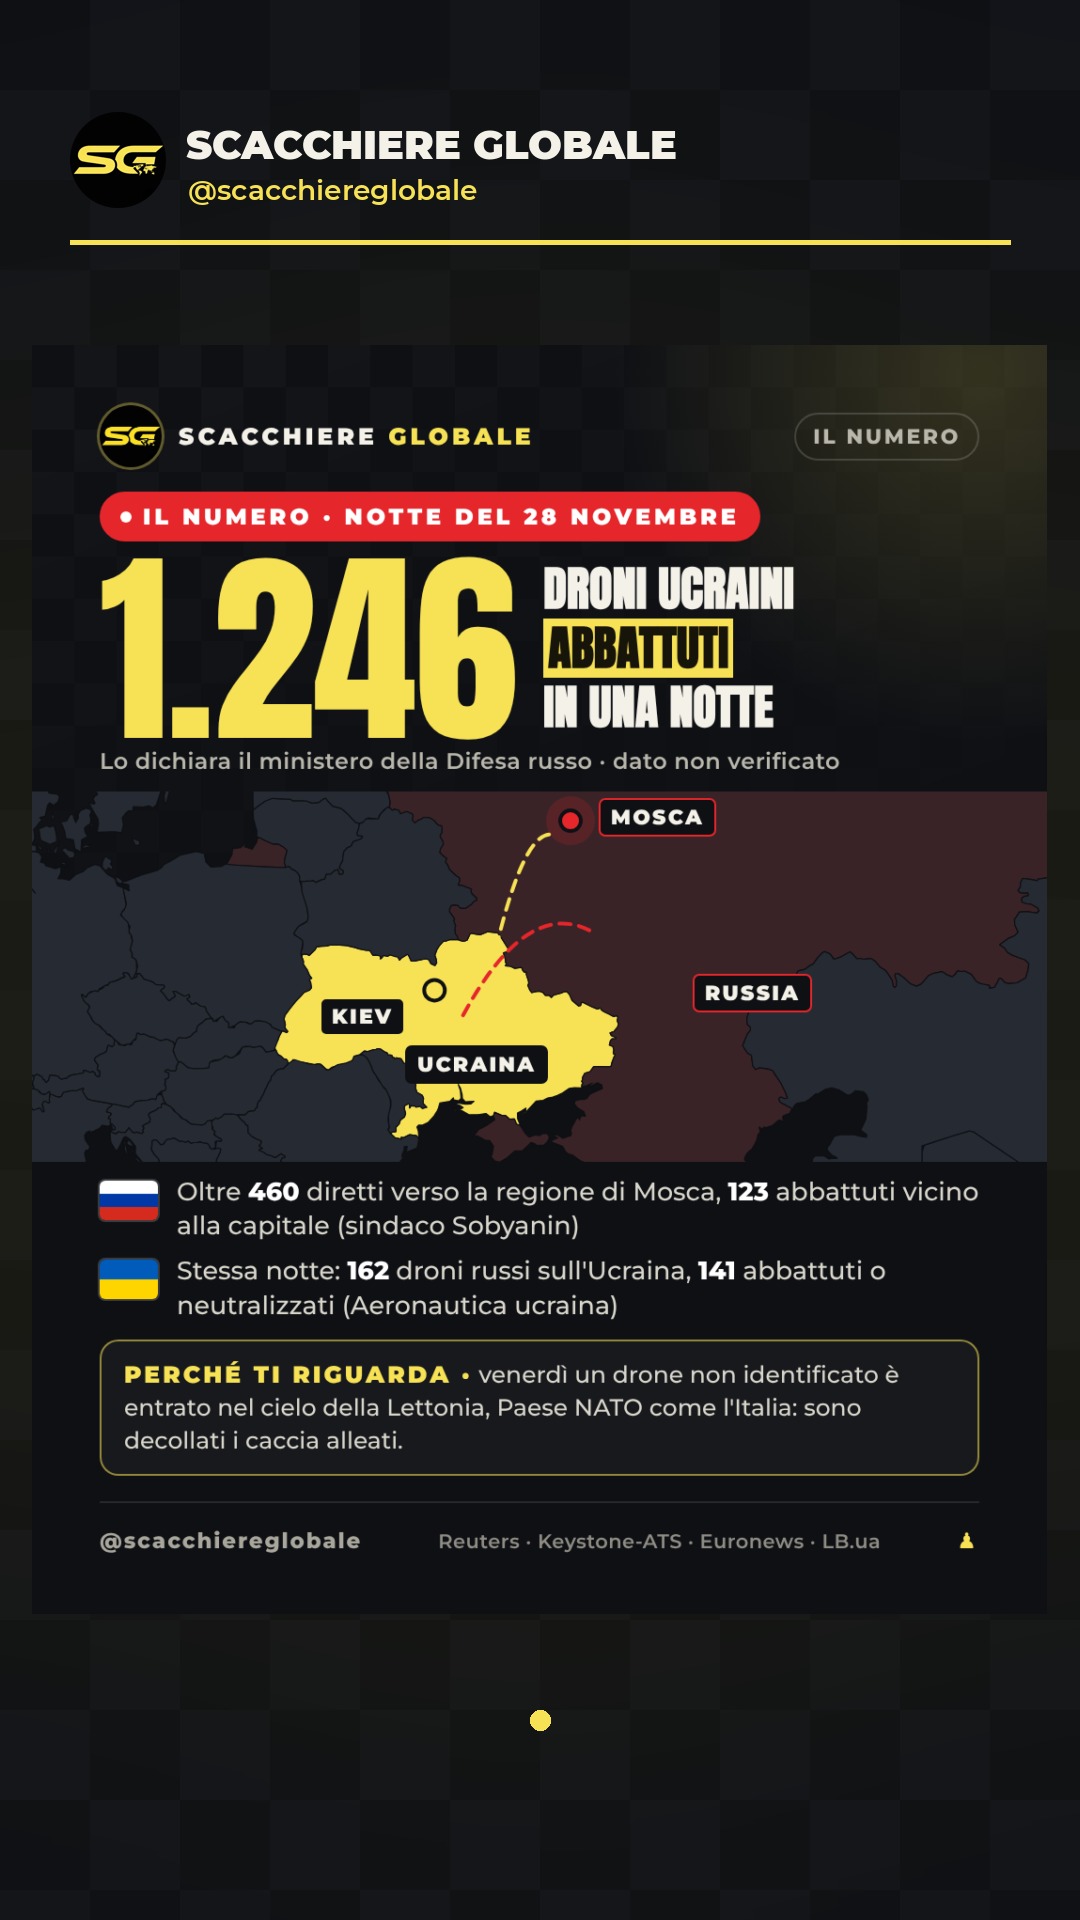 SG
SCACCHIERE GLOBALE
@scacchiereglobale
SG
SCACCHIERE GLOBALE
IL NUMERO
IL NUMERO · NOTTE DEL 28 NOVEMBRE
1.246
DRONI UCRAINI
ABBATTUTI
IN UNA NOTTE
Lo dichiara il ministero della Difesa russo · dato non verificato
MOSCA
RUSSIA
KIEV
UCRAINA
Oltre 460 diretti verso la regione di Mosca, 123 abbattuti vicino
alla capitale (sindaco Sobyanin)
Stessa notte: 162 droni russi sull'Ucraina, 141 abbattuti o
neutralizzati (Aeronautica ucraina)
PERCHÉ TI RIGUARDA • venerdì un drone non identificato è
entrato nel cielo della Lettonia, Paese NATO come l'Italia: sono
decollati i caccia alleati.
@scacchiereglobale
Reuters · Keystone-ATS · Euronews · LB.ua